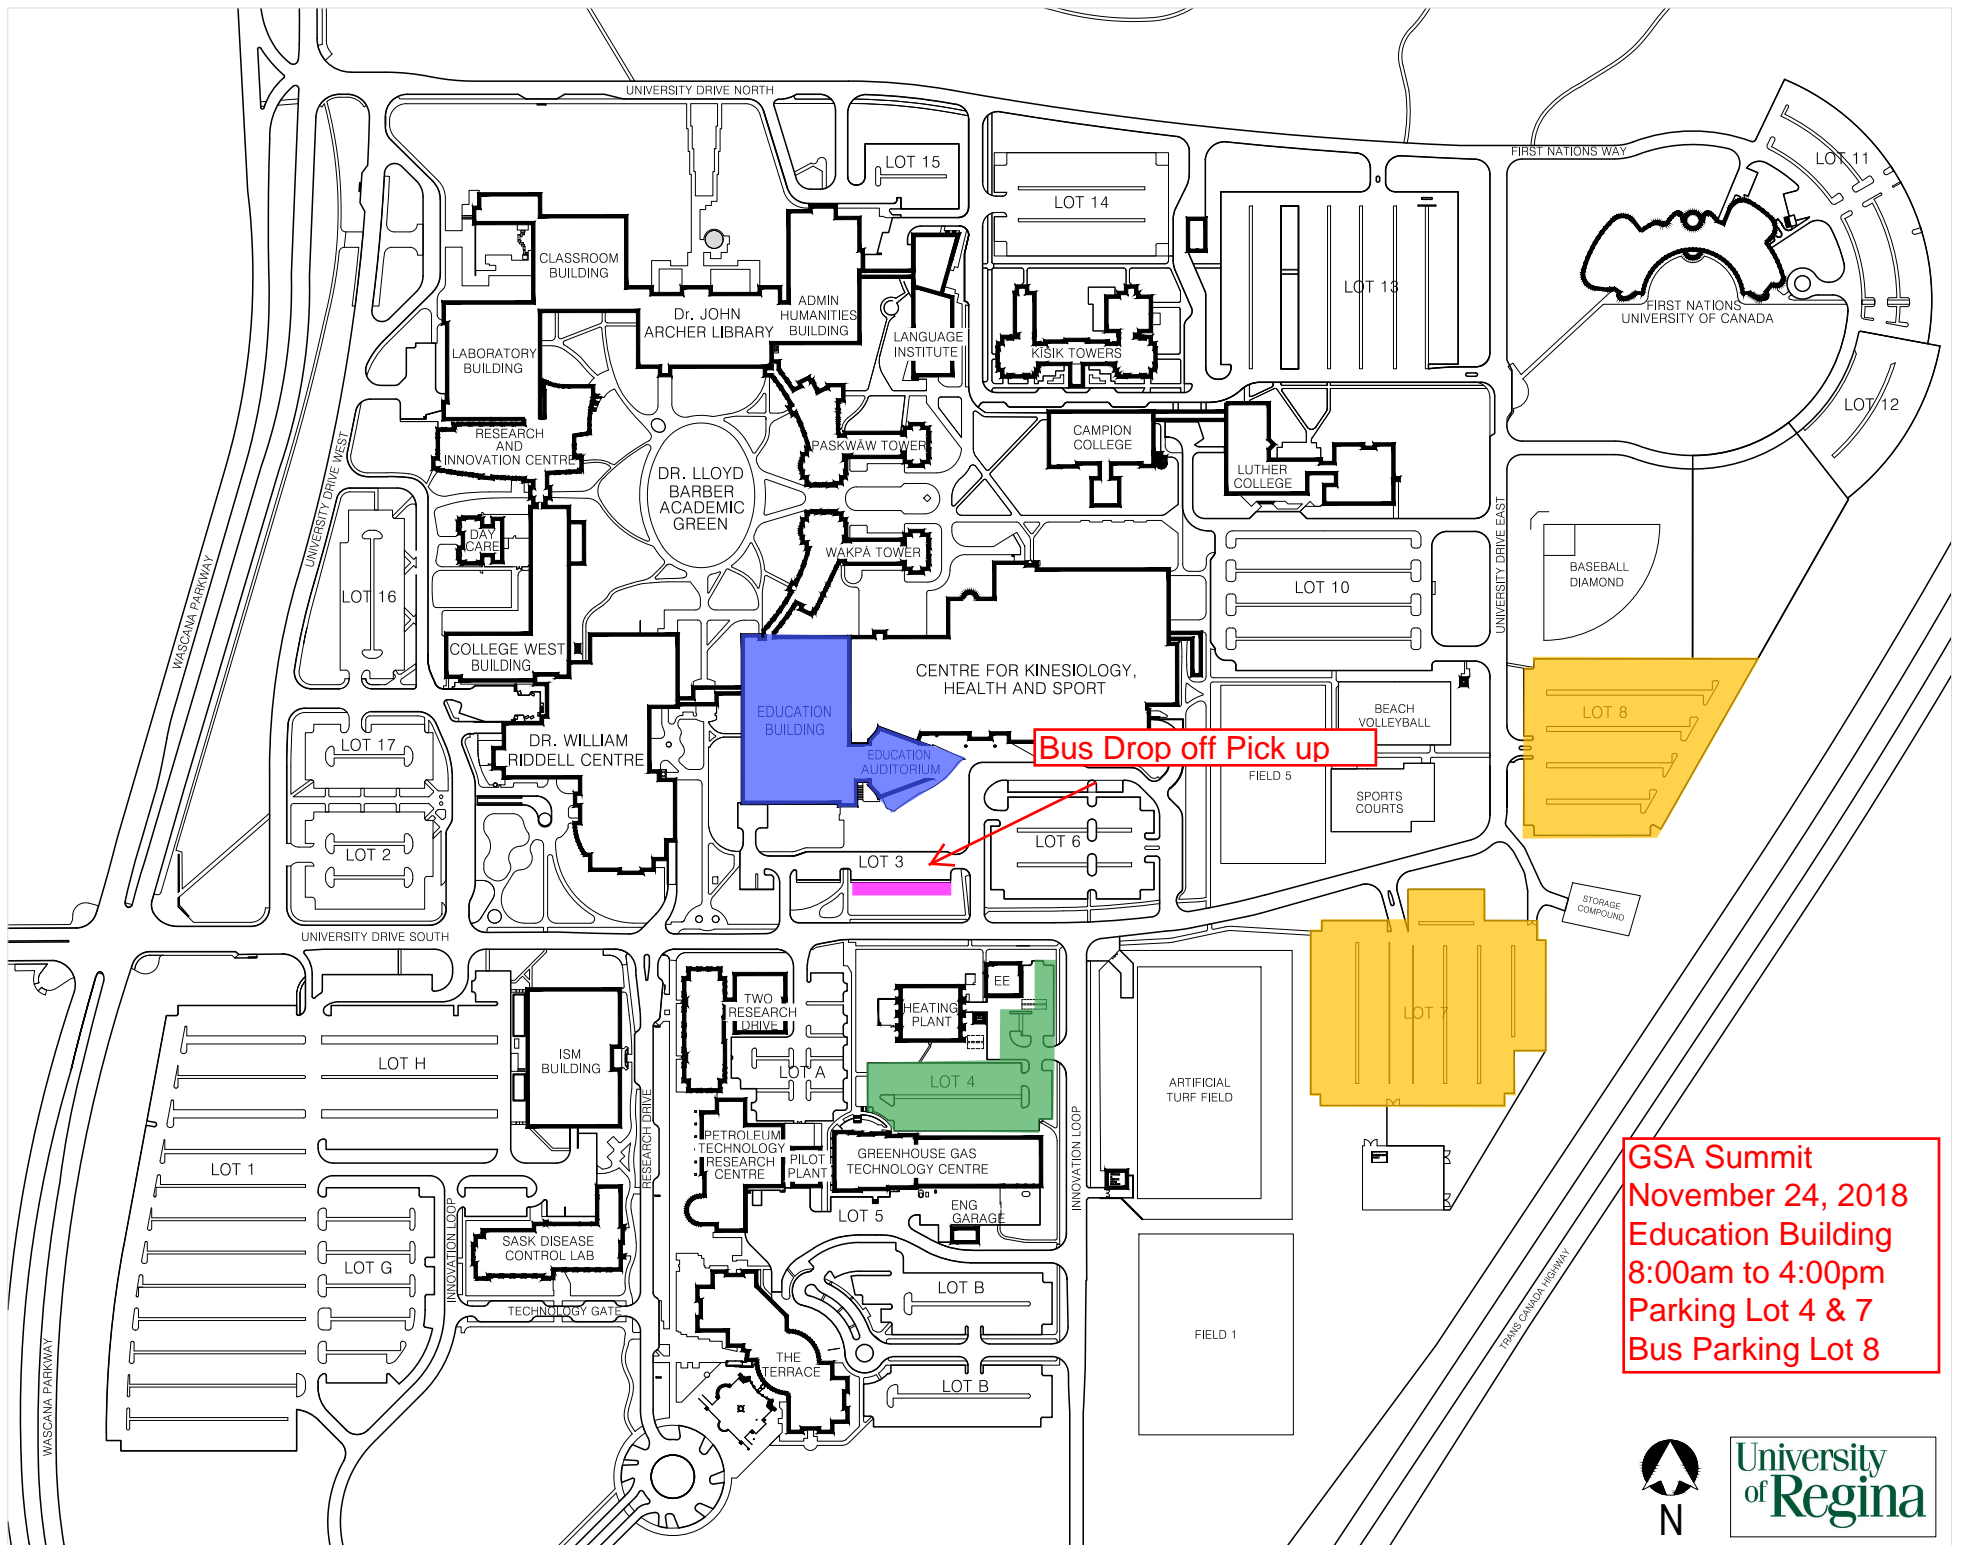 UNIVERSITY DRIVE NORTH
FIRST NATIONS WAY
LOT 15
LOT 11
LOT 14
CLASSROOM
BUILDING
LOT 13
ADMIN
HUMANITIES
BUILDING
Dr. JOHN
ARCHER LIBRARY
FIRST NATIONS
UNIVERSITY OF CANADA
LANGUAGE
INSTITUTE
KĪSIK TOWERS
LABORATORY
BUILDING
LOT 12
UNIVERSITY DRIVE WEST
RESEARCH
AND
INNOVATION CENTRE
PASKWĀW TOWER
CAMPION
COLLEGE
LUTHER
COLLEGE
DR. LLOYD
BARBER
ACADEMIC
GREEN
UNIVERSITY DRIVE EAST
DAY
CARE
WAKPĀ TOWER
BASEBALL
DIAMOND
LOT 16
LOT 10
WASCANA PARKWAY
COLLEGE WEST
BUILDING
CENTRE FOR KINESIOLOGY,
HEALTH AND SPORT
EDUCATION
BUILDING
BEACH
VOLLEYBALL
LOT 8
LOT 17
DR. WILLIAM
RIDDELL CENTRE
EDUCATION
AUDITORIUM
Bus Drop off Pick up
FIELD 5
SPORTS
COURTS
LOT 2
LOT 3
LOT 6
STORAGE
COMPOUND
UNIVERSITY DRIVE SOUTH
TWO
RESEARCH
DRIVE
HEATING
PLANT
EE
LOT 7
ISM
BUILDING
LOT H
LOT A
LOT 4
ARTIFICIAL
TURF FIELD
RESEARCH DRIVE
INNOVATION LOOP
PETROLEUM
TECHNOLOGY
RESEARCH
CENTRE
PILOT
PLANT
GREENHOUSE GAS
TECHNOLOGY CENTRE
LOT 1
LOT 5
ENG
GARAGE
INNOVATION LOOP
SASK DISEASE
CONTROL LAB
LOT G
TECHNOLOGY GATE
LOT B
TRANS CANADA HIGHWAY
FIELD 1
THE
TERRACE
LOT B
WASCANA PARKWAY
GSA Summit
November 24, 2018
Education Building
8:00am to 4:00pm
Parking Lot 4 & 7
Bus Parking Lot 8
N
University
of Regina